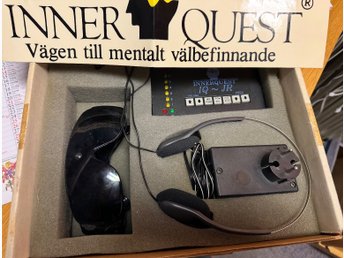 INNER QUEST ®
Vägen till mentalt välbefinnande
INNERQUEST
IQ ~ JR